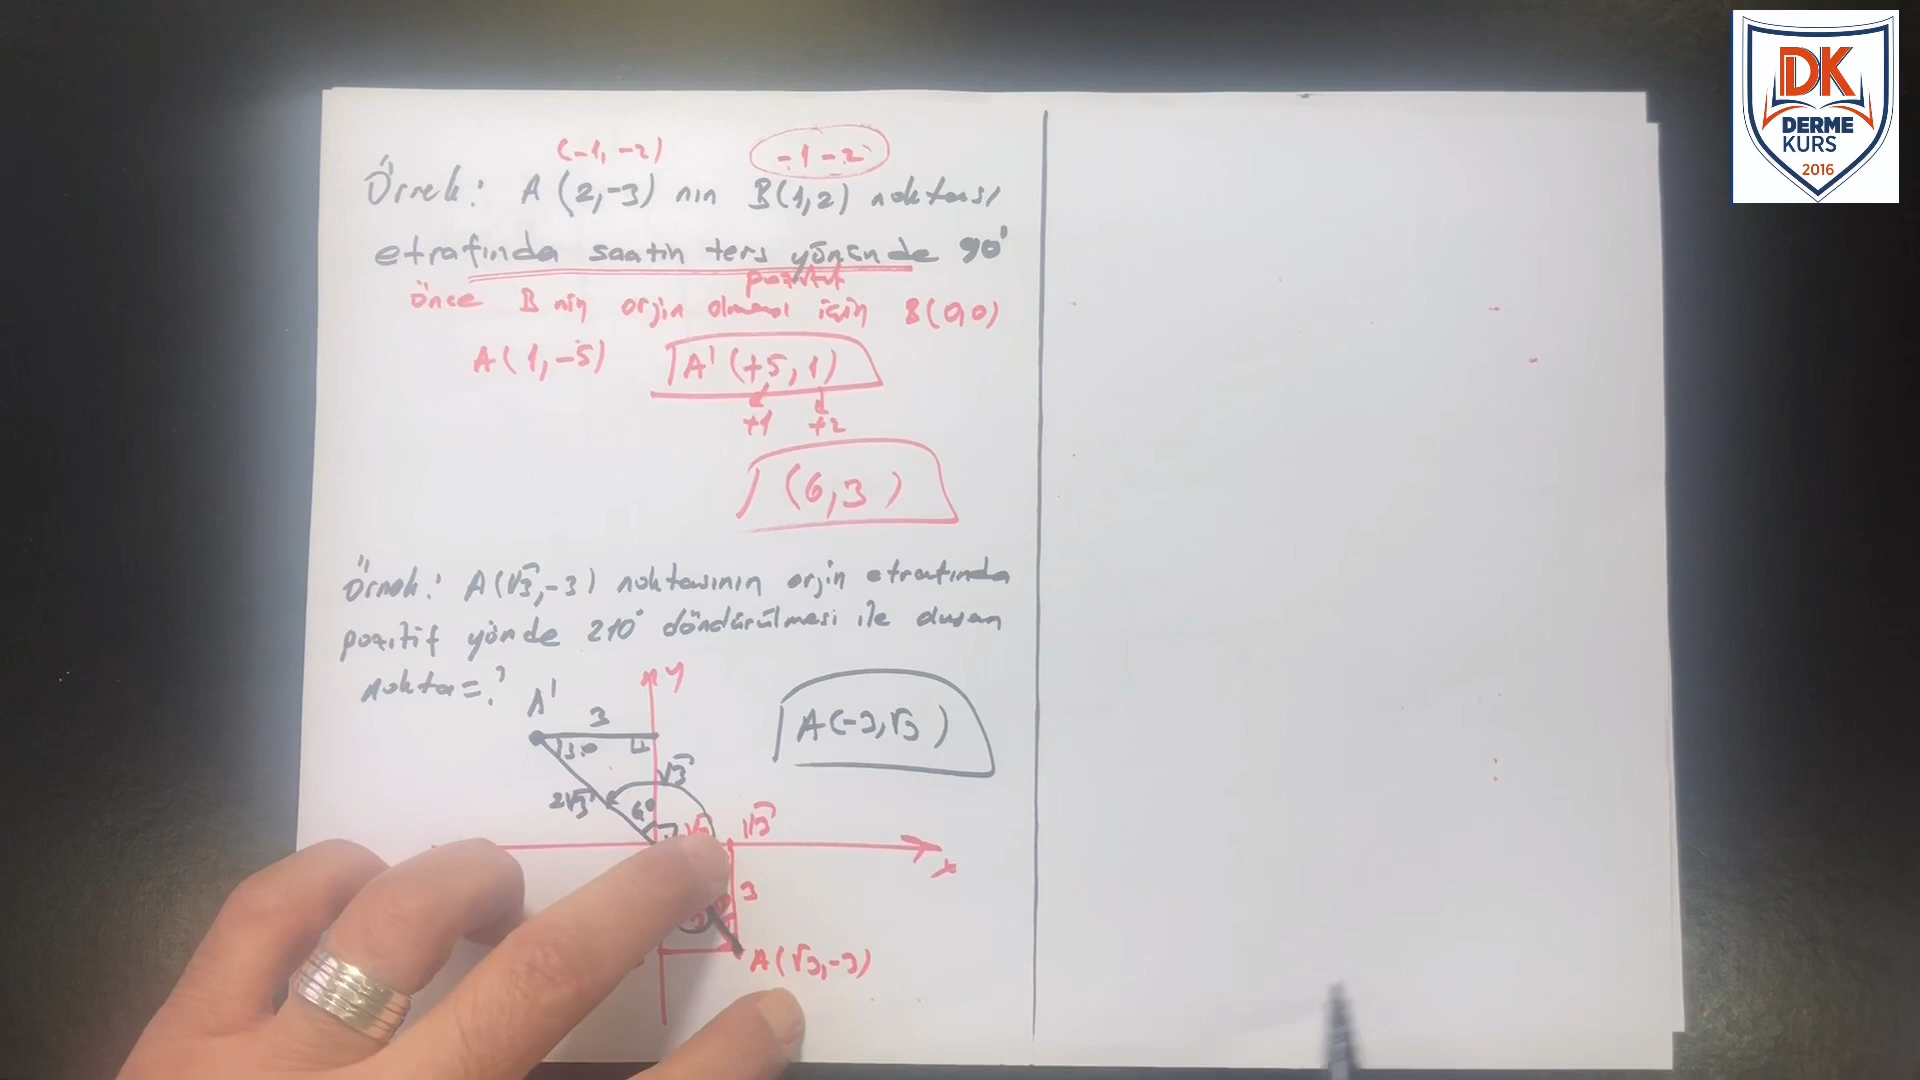 (-1, -2)
-1 -2
Örnek: A (2,-3) nın B(1,2) noktası
etrafında saatin ters yönünde 90°
pozitif
önce B nin orjin olması için B(0,0)
A(1,-5) A'(+5,1)
+1 +2
(6,3)
Örnek: A(√3,-3) noktasının orjin etrafında
pozitif yönde 210° döndürülmesi ile oluşan
nokta=?
y
A'
3
30
A(-3,√3)
√3
2√3
60
√3
√3
x
3
A(√3,-3)
DK
DERME
KURS
2016